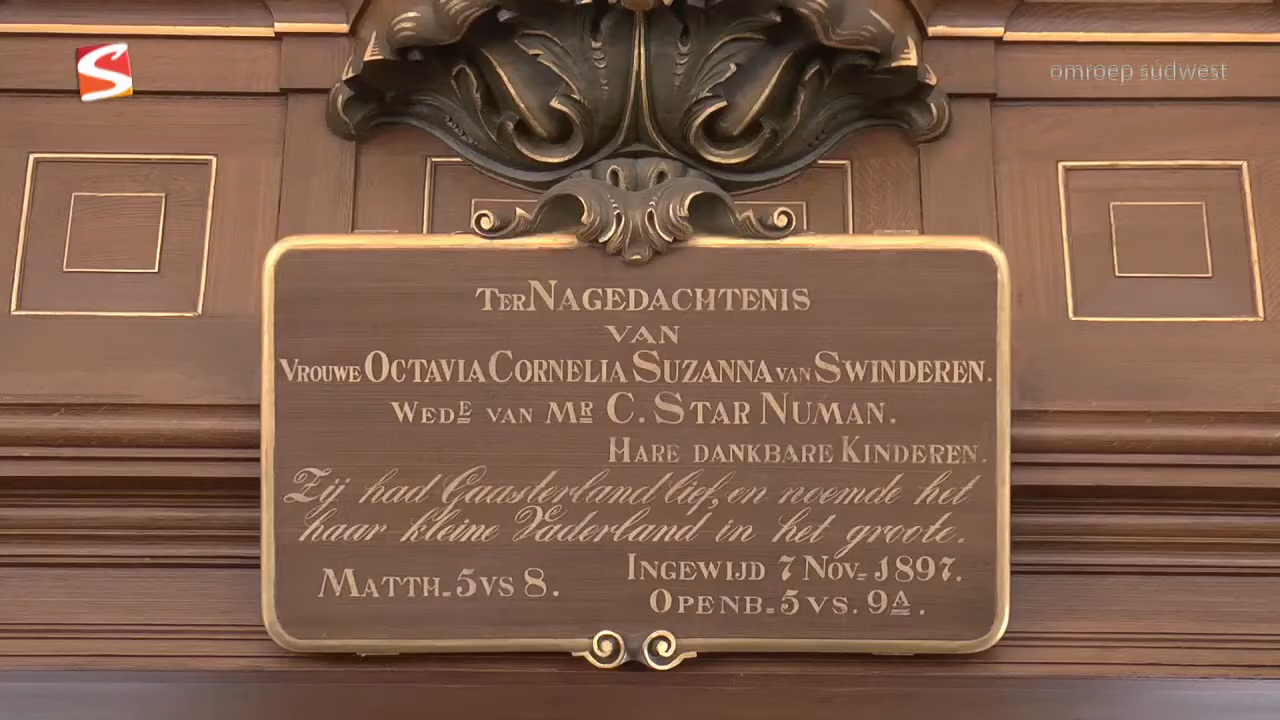 S
omroep súdwest
TER NAGEDACHTENIS
VAN
VROUWE OCTAVIA CORNELIA SUZANNA VAN SWINDEREN.
WEDE VAN MR C. STAR NUMAN.
HARE DANKBARE KINDEREN.
Zij had Gaasterland lief, en noemde het
haar kleine Vaderland in het groote.
MATTH. 5 VS 8.
INGEWIJD 7 NOV. 1897.
OPENB. 5 VS. 9A.